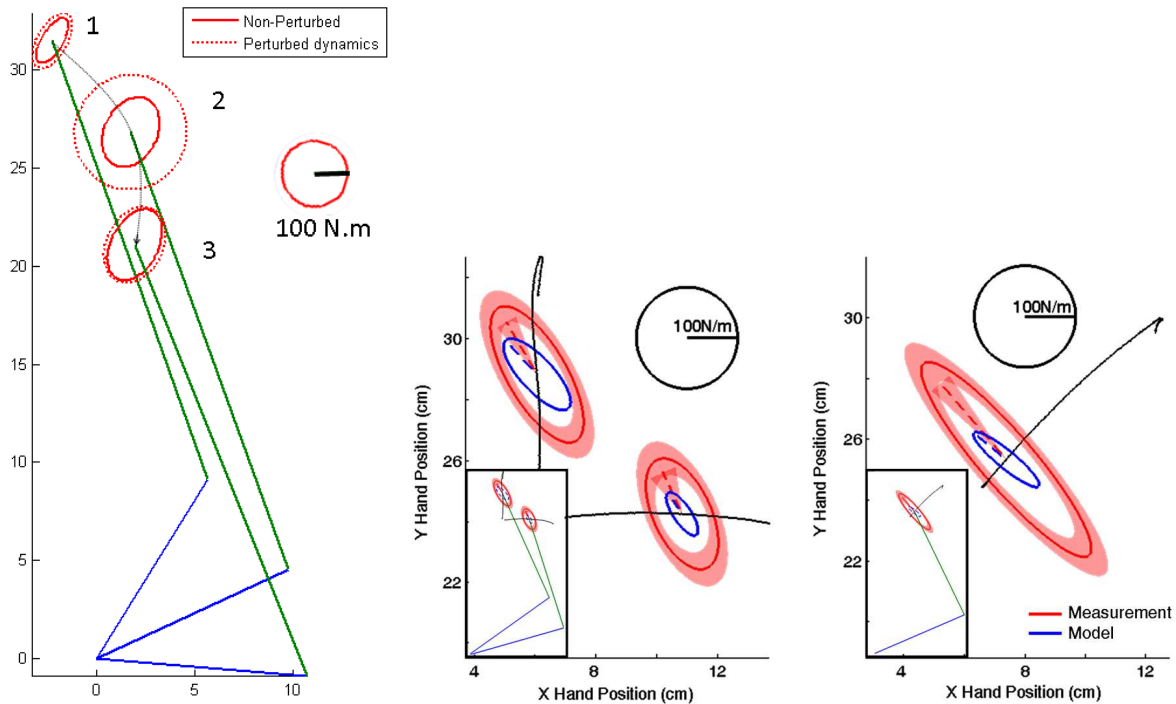 Non-Perturbed
Perturbed dynamics
1
2
3
100 N.m
30
25
20
15
10
5
0
0
5
10
Y Hand Position (cm)
30
26
22
4
8
12
X Hand Position (cm)
100N/m
Y Hand Position (cm)
30
26
22
4
8
12
X Hand Position (cm)
100N/m
Measurement
Model